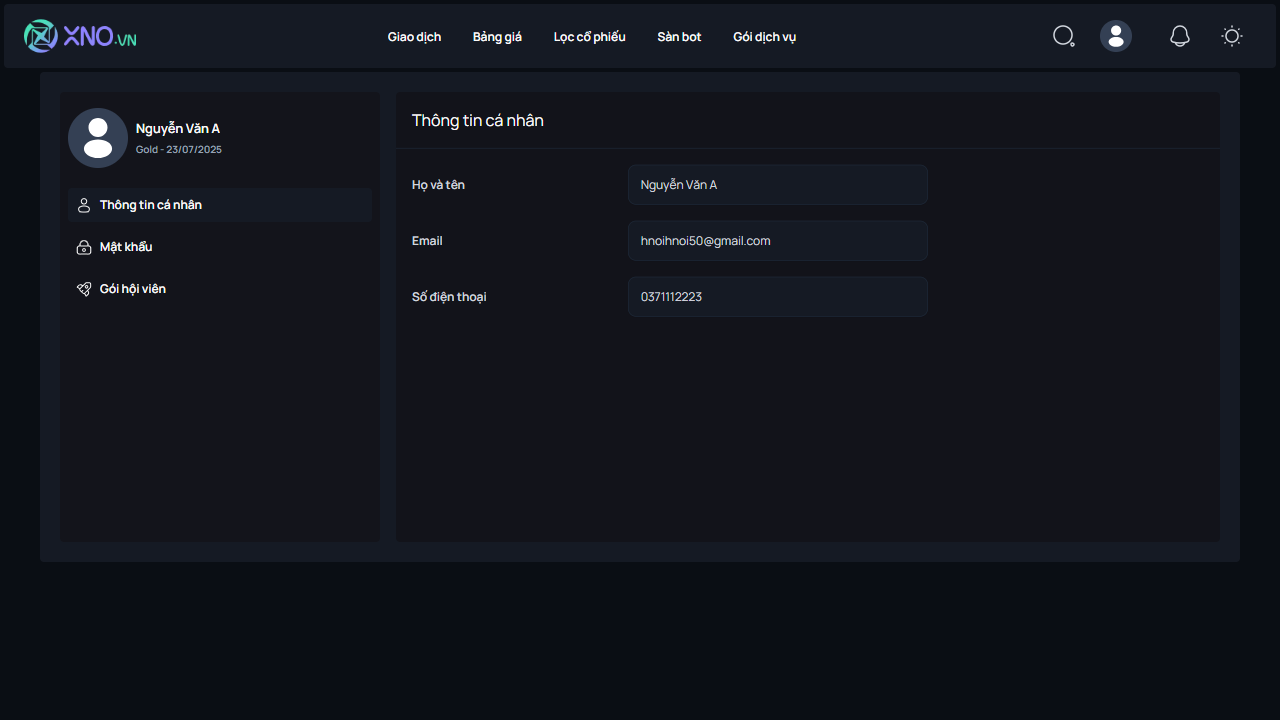 XNO.VN
Giao dịch
Bảng giá
Lọc cổ phiếu
Sàn bot
Gói dịch vụ
Nguyễn Văn A
Gold - 23/07/2025
Thông tin cá nhân
Mật khẩu
Gói hội viên
Thông tin cá nhân
Họ và tên
Nguyễn Văn A
Email
hnoihnoi50@gmail.com
Số điện thoại
0371112223